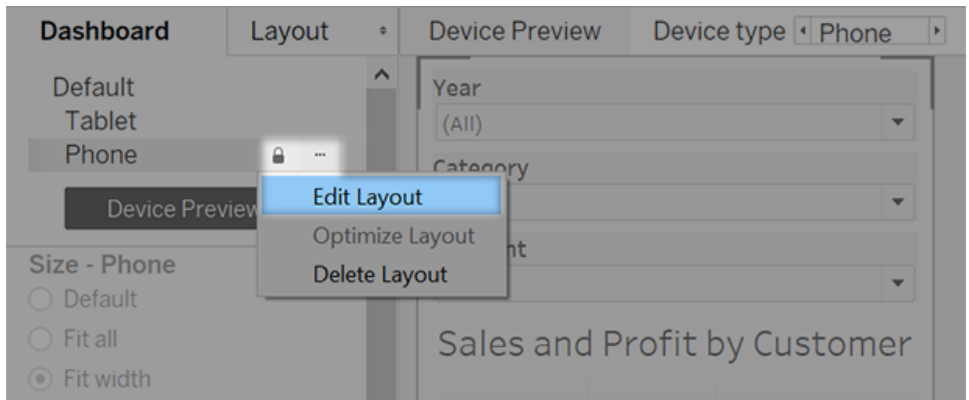 Dashboard Layout Device Preview Device type Phone
Default
Tablet
Phone
Device Preview
Size - Phone
Default
Fit all
Fit width
Edit Layout
Optimize Layout
Delete Layout
Year
(All)
Category
nt
Sales and Profit by Customer